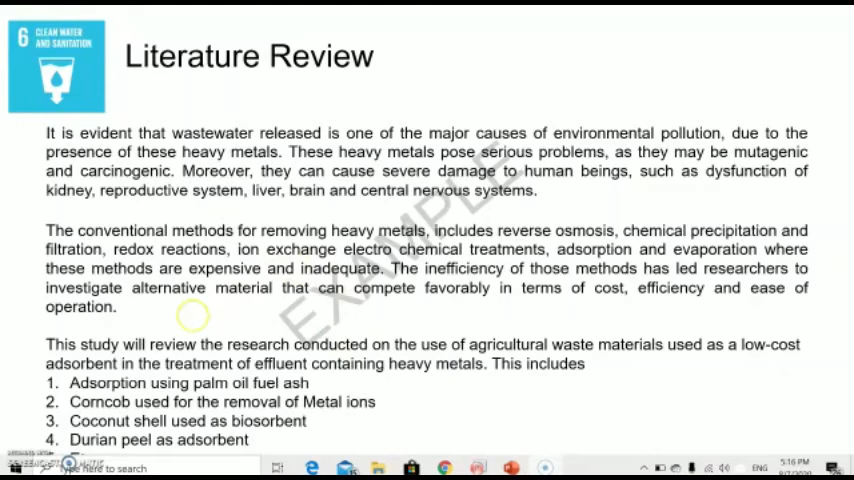 6 CLEAN WATER
AND SANITATION
Literature Review
It is evident that wastewater released is one of the major causes of environmental pollution, due to the
presence of these heavy metals. These heavy metals pose serious problems, as they may be mutagenic
and carcinogenic. Moreover, they can cause severe damage to human beings, such as dysfunction of
kidney, reproductive system, liver, brain and central nervous systems.
The conventional methods for removing heavy metals, includes reverse osmosis, chemical precipitation and
filtration, redox reactions, ion exchange electro chemical treatments, adsorption and evaporation where
these methods are expensive and inadequate. The inefficiency of those methods has led researchers to
investigate alternative material that can compete favorably in terms of cost, efficiency and ease of
operation.
EXAMPLE
This study will review the research conducted on the use of agricultural waste materials used as a low-cost
adsorbent in the treatment of effluent containing heavy metals. This includes
1. Adsorption using palm oil fuel ash
2. Corncob used for the removal of Metal ions
3. Coconut shell used as biosorbent
4. Durian peel as adsorbent
Type here to search
ENG
5:16 PM